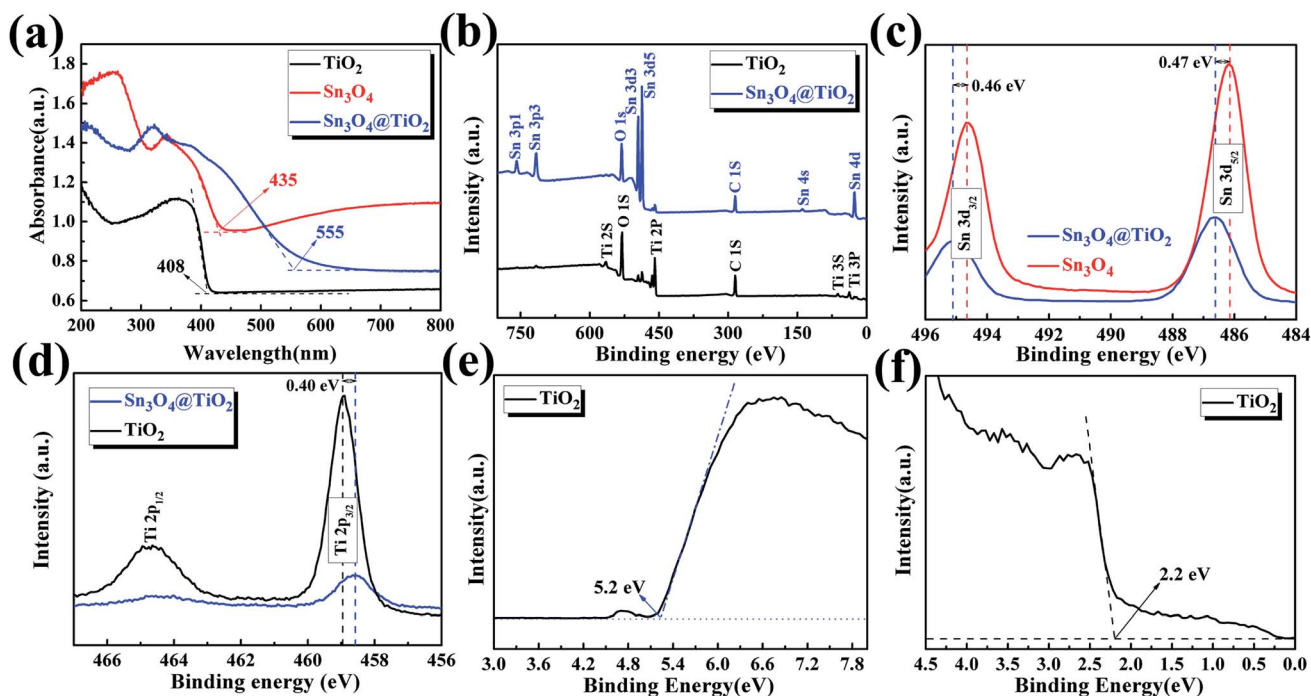 (a)
TiO2
Sn3O4
Sn3O4@TiO2
435
555
408
Absorbance(a.u.)
1.8
1.6
1.4
1.2
1.0
0.8
0.6
200 300 400 500 600 700 800
Wavelength(nm)
(b)
TiO2
Sn3O4@TiO2
Sn 3p1
Sn 3p3
O 1s
Sn 3d3
Sn 3d5
C 1S
Sn 4s
Sn 4d
Ti 2S
O 1S
Ti 2P
C 1S
Ti 3S
Ti 3P
Intensity (a.u.)
750 600 450 300 150 0
Binding energy (eV)
(c)
0.46 eV
0.47 eV
Sn 3d3/2
Sn 3d5/2
Sn3O4@TiO2
Sn3O4
Intensity (a.u.)
496 494 492 490 488 486 484
Binding energy (eV)
(d)
0.40 eV
Sn3O4@TiO2
TiO2
Ti 2p1/2
Ti 2p3/2
Intensity (a.u.)
466 464 462 460 458 456
Binding energy (eV)
(e)
TiO2
5.2 eV
Intensity(a.u.)
3.0 3.6 4.2 4.8 5.4 6.0 6.6 7.2 7.8
Binding Energy(eV)
(f)
TiO2
2.2 eV
Intensity(a.u.)
4.5 4.0 3.5 3.0 2.5 2.0 1.5 1.0 0.5 0.0
Binding Energy(eV)